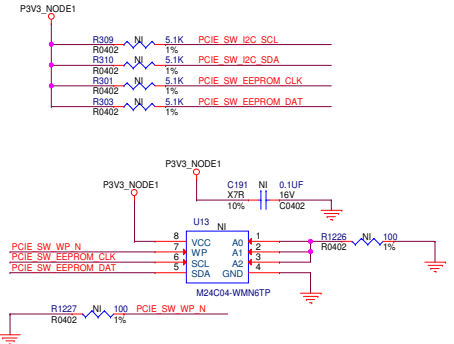 P3V3_NODE1
R309 NI 5.1K PCIE_SW_I2C_SCL
R0402 1%
R310 NI 5.1K PCIE_SW_I2C_SDA
R0402 1%
R301 NI 5.1K PCIE_SW_EEPROM_CLK
R0402 1%
R303 NI 5.1K PCIE_SW_EEPROM_DAT
R0402 1%
P3V3_NODE1
P3V3_NODE1
C191 NI 0.1UF
X7R 16V
10% C0402
U13
NI
8 VCC A0 1
PCIE_SW_WP_N 7 WP A1 2
PCIE_SW_EEPROM_CLK 6 SCL A2 3
PCIE_SW_EEPROM_DAT 5 SDA GND 4
R1226 NI 100
R0402 1%
M24C04-WMN6TP
R1227 NI 100 PCIE_SW_WP_N
R0402 1%